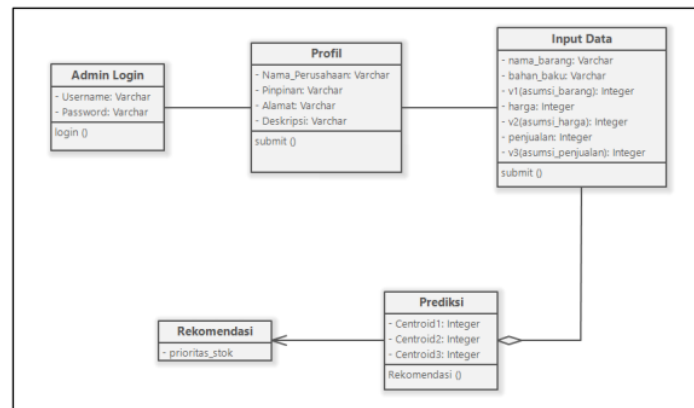 Admin Login
- Username: Varchar
- Password: Varchar
login ()
Profil
- Nama_Perusahaan: Varchar
- Pinpinan: Varchar
- Alamat: Varchar
- Deskripsi: Varchar
submit ()
Input Data
- nama_barang: Varchar
- bahan_baku: Varchar
- v1(asumsi_barang): Integer
- harga: Integer
- v2(asumsi_harga): Integer
- penjualan: Integer
- v3(asumsi_penjualan): Integer
submit ()
Rekomendasi
- prioritas_stok
Prediksi
- Centroid1: Integer
- Centroid2: Integer
- Centroid3: Integer
Rekomendasi ()